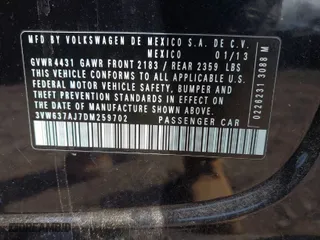 MFD. BY VOLKSWAGEN DE MEXICO S.A. DE C.V.
MEXICO 01/13
GVWR 4431 GAWR FRONT 2183 / REAR 2359 LBS
THIS VEHICLE CONFORMS TO ALL APPLICABLE U.S.
FEDERAL MOTOR VEHICLE SAFETY, BUMPER AND
THEFT PREVENTION STANDARDS IN EFFECT ON THE
DATE OF MANUFACTURE SHOWN ABOVE.
3VW637AJ7DM259702 PASSENGER CAR
0226231 3088 M